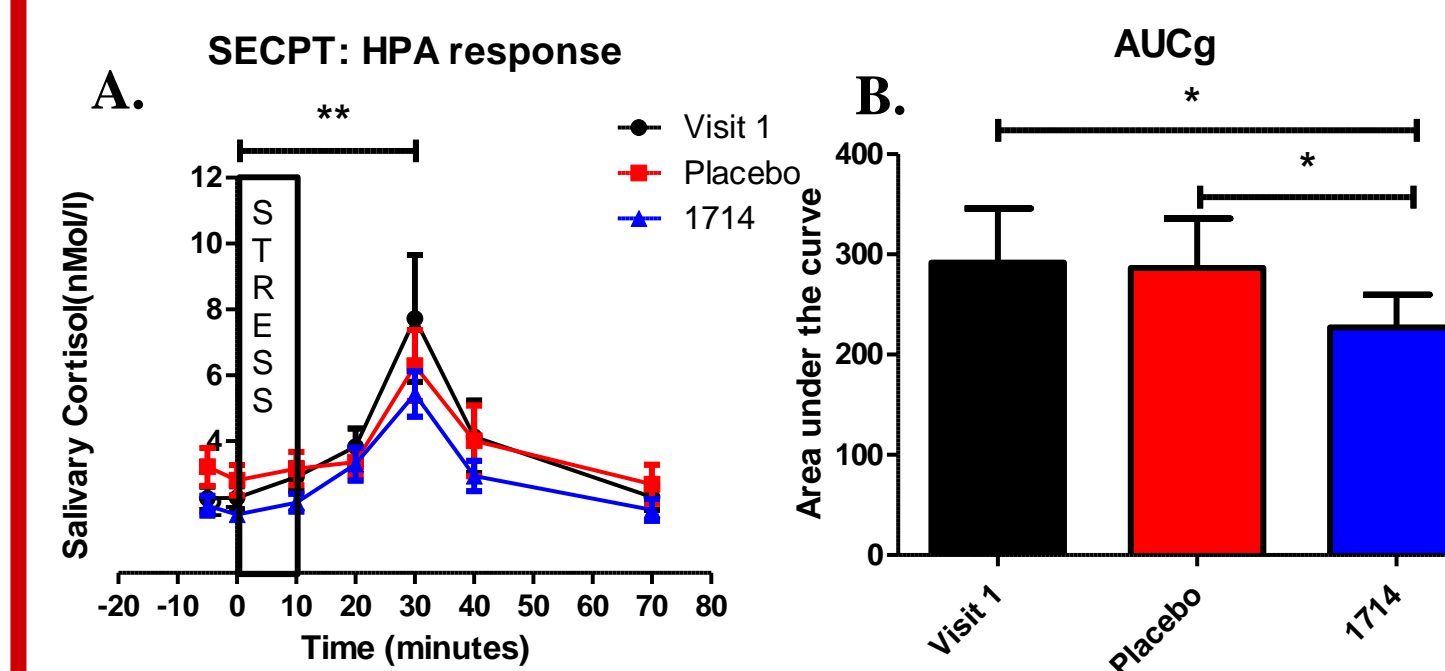 SECPT: HPA response
A.
**
Visit 1
Placebo
1714
Salivary Cortisol(nMol/l)
12
10
8
6
4
2
S
T
R
E
S
S
-20 -10 0 10 20 30 40 50 60 70 80
Time (minutes)
AUCg
B.
*
*
Area under the curve
400
300
200
100
0
Visit 1
Placebo
1714